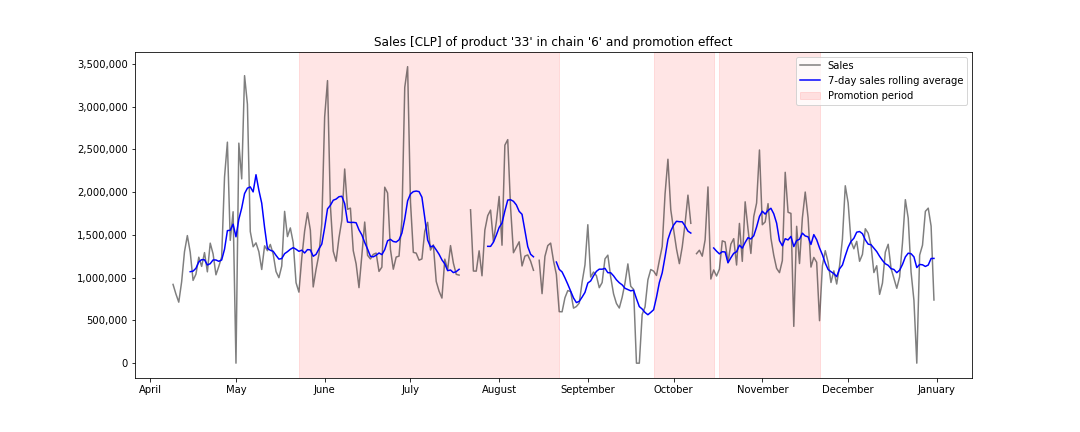 Sales [CLP] of product '33' in chain '6' and promotion effect
3,500,000
3,000,000
2,500,000
2,000,000
1,500,000
1,000,000
500,000
0
Sales
7-day sales rolling average
Promotion period
April May June July August September October November December January